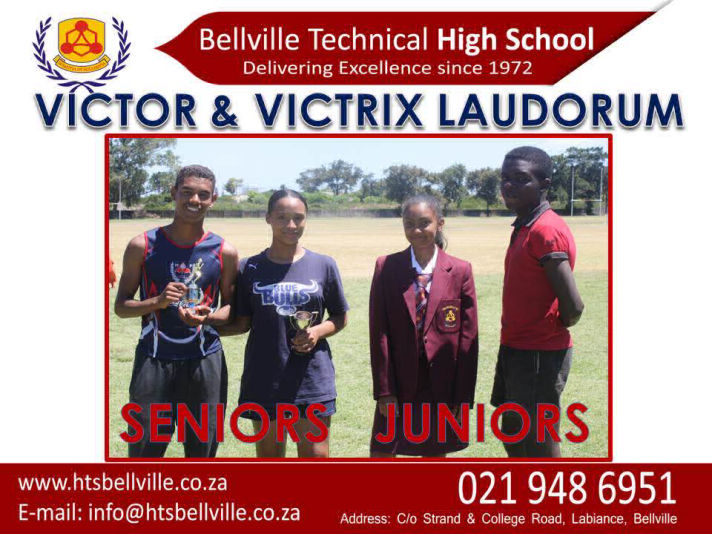 Bellville Technical High School
Delivering Excellence since 1972
VICTOR & VICTRIX LAUDORUM
BLUE
BULLS
SENIORS JUNIORS
www.htsbellville.co.za
021 948 6951
E-mail: info@htsbellville.co.za
Address: C/o Strand & College Road, Labiance, Bellville